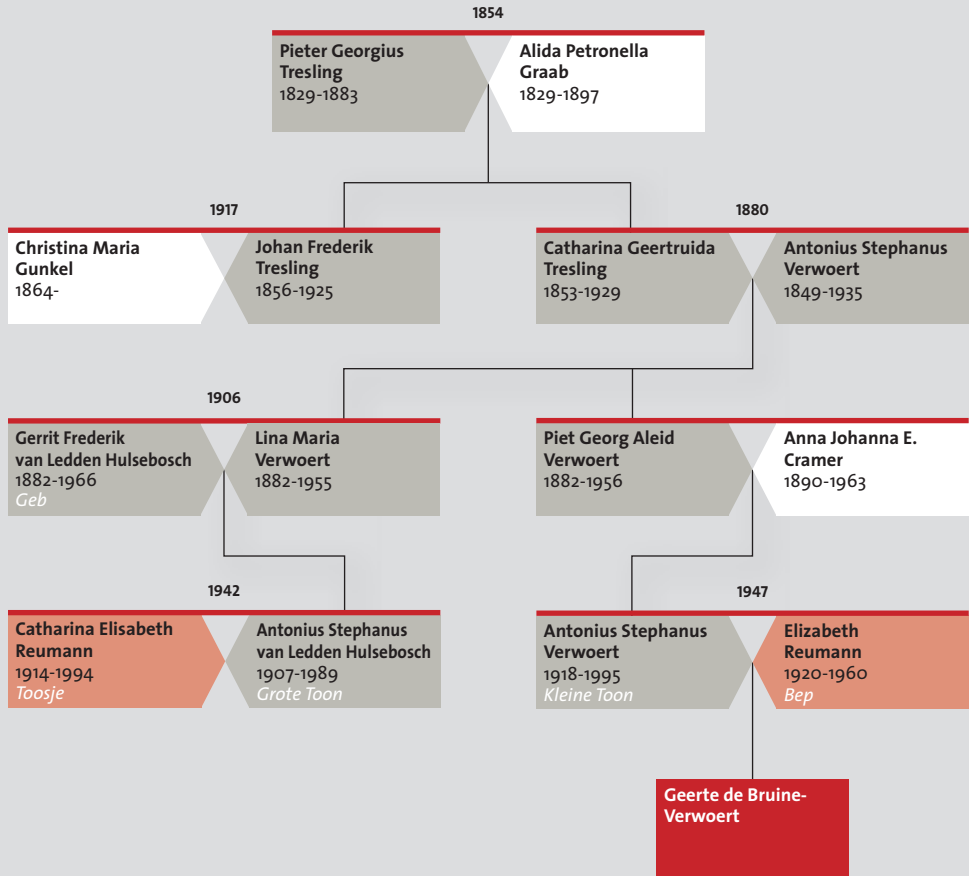 1854
Pieter Georgius
Tresling
1829-1883
Alida Petronella
Graab
1829-1897
1917
Christina Maria
Gunkel
1864-
Johan Frederik
Tresling
1856-1925
1880
Catharina Geertruida
Tresling
1853-1929
Antonius Stephanus
Verwoert
1849-1935
1906
Gerrit Frederik
van Ledden Hulsebosch
1882-1966
Geb
Lina Maria
Verwoert
1882-1955
Piet Georg Aleid
Verwoert
1882-1956
Anna Johanna E.
Cramer
1890-1963
1942
Catharina Elisabeth
Reumann
1914-1994
Toosje
Antonius Stephanus
van Ledden Hulsebosch
1907-1989
Grote Toon
1947
Antonius Stephanus
Verwoert
1918-1995
Kleine Toon
Elizabeth
Reumann
1920-1960
Bep
Geerte de Bruine-
Verwoert